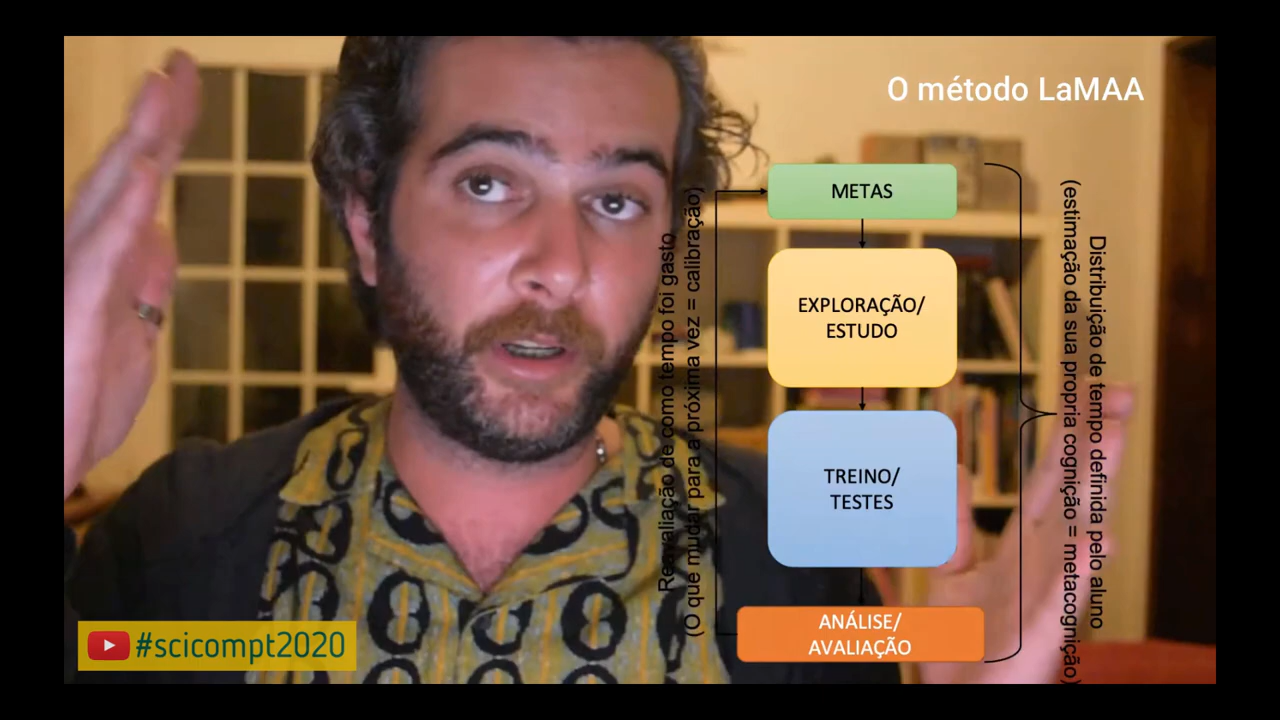 O método LaMAA
METAS
EXPLORAÇÃO/
ESTUDO
TREINO/
TESTES
ANÁLISE/
AVALIAÇÃO
Reavaliação de como tempo foi gasto
(O que mudar para a próxima vez = calibração)
Distribuição de tempo definida pelo aluno
(estimação da sua propria cognição = metacognição)
#scicompt2020